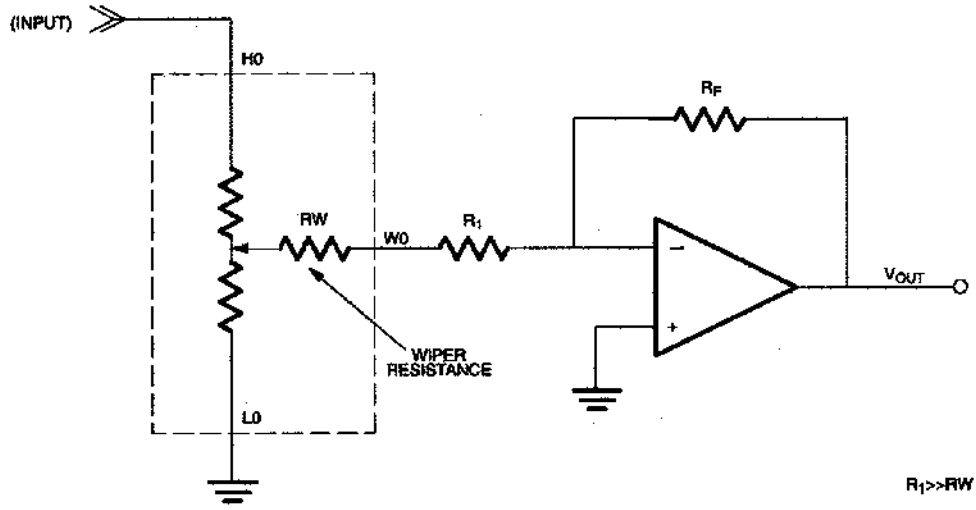 (INPUT)
H0
RF
RW
W0
R1
−
VOUT
+
WIPER
RESISTANCE
L0
R1>>RW